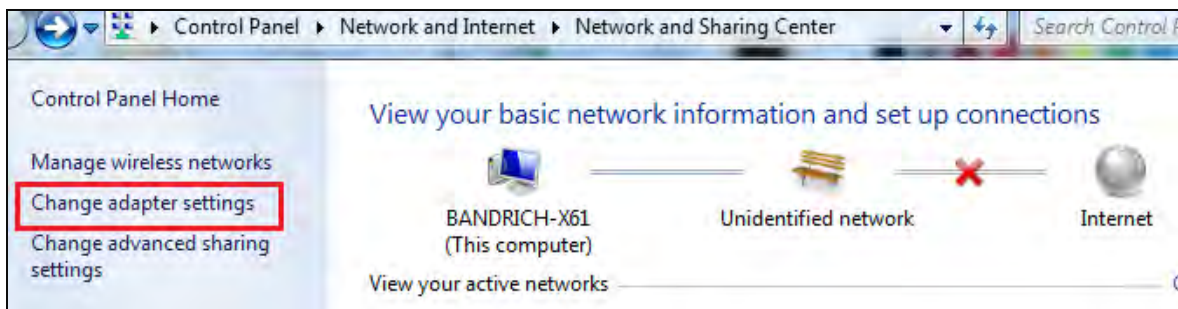 Control Panel ▸ Network and Internet ▸ Network and Sharing Center
Search Control
Control Panel Home
Manage wireless networks
Change adapter settings
Change advanced sharing
settings
View your basic network information and set up connections
BANDRICH-X61
(This computer)
Unidentified network
Internet
View your active networks